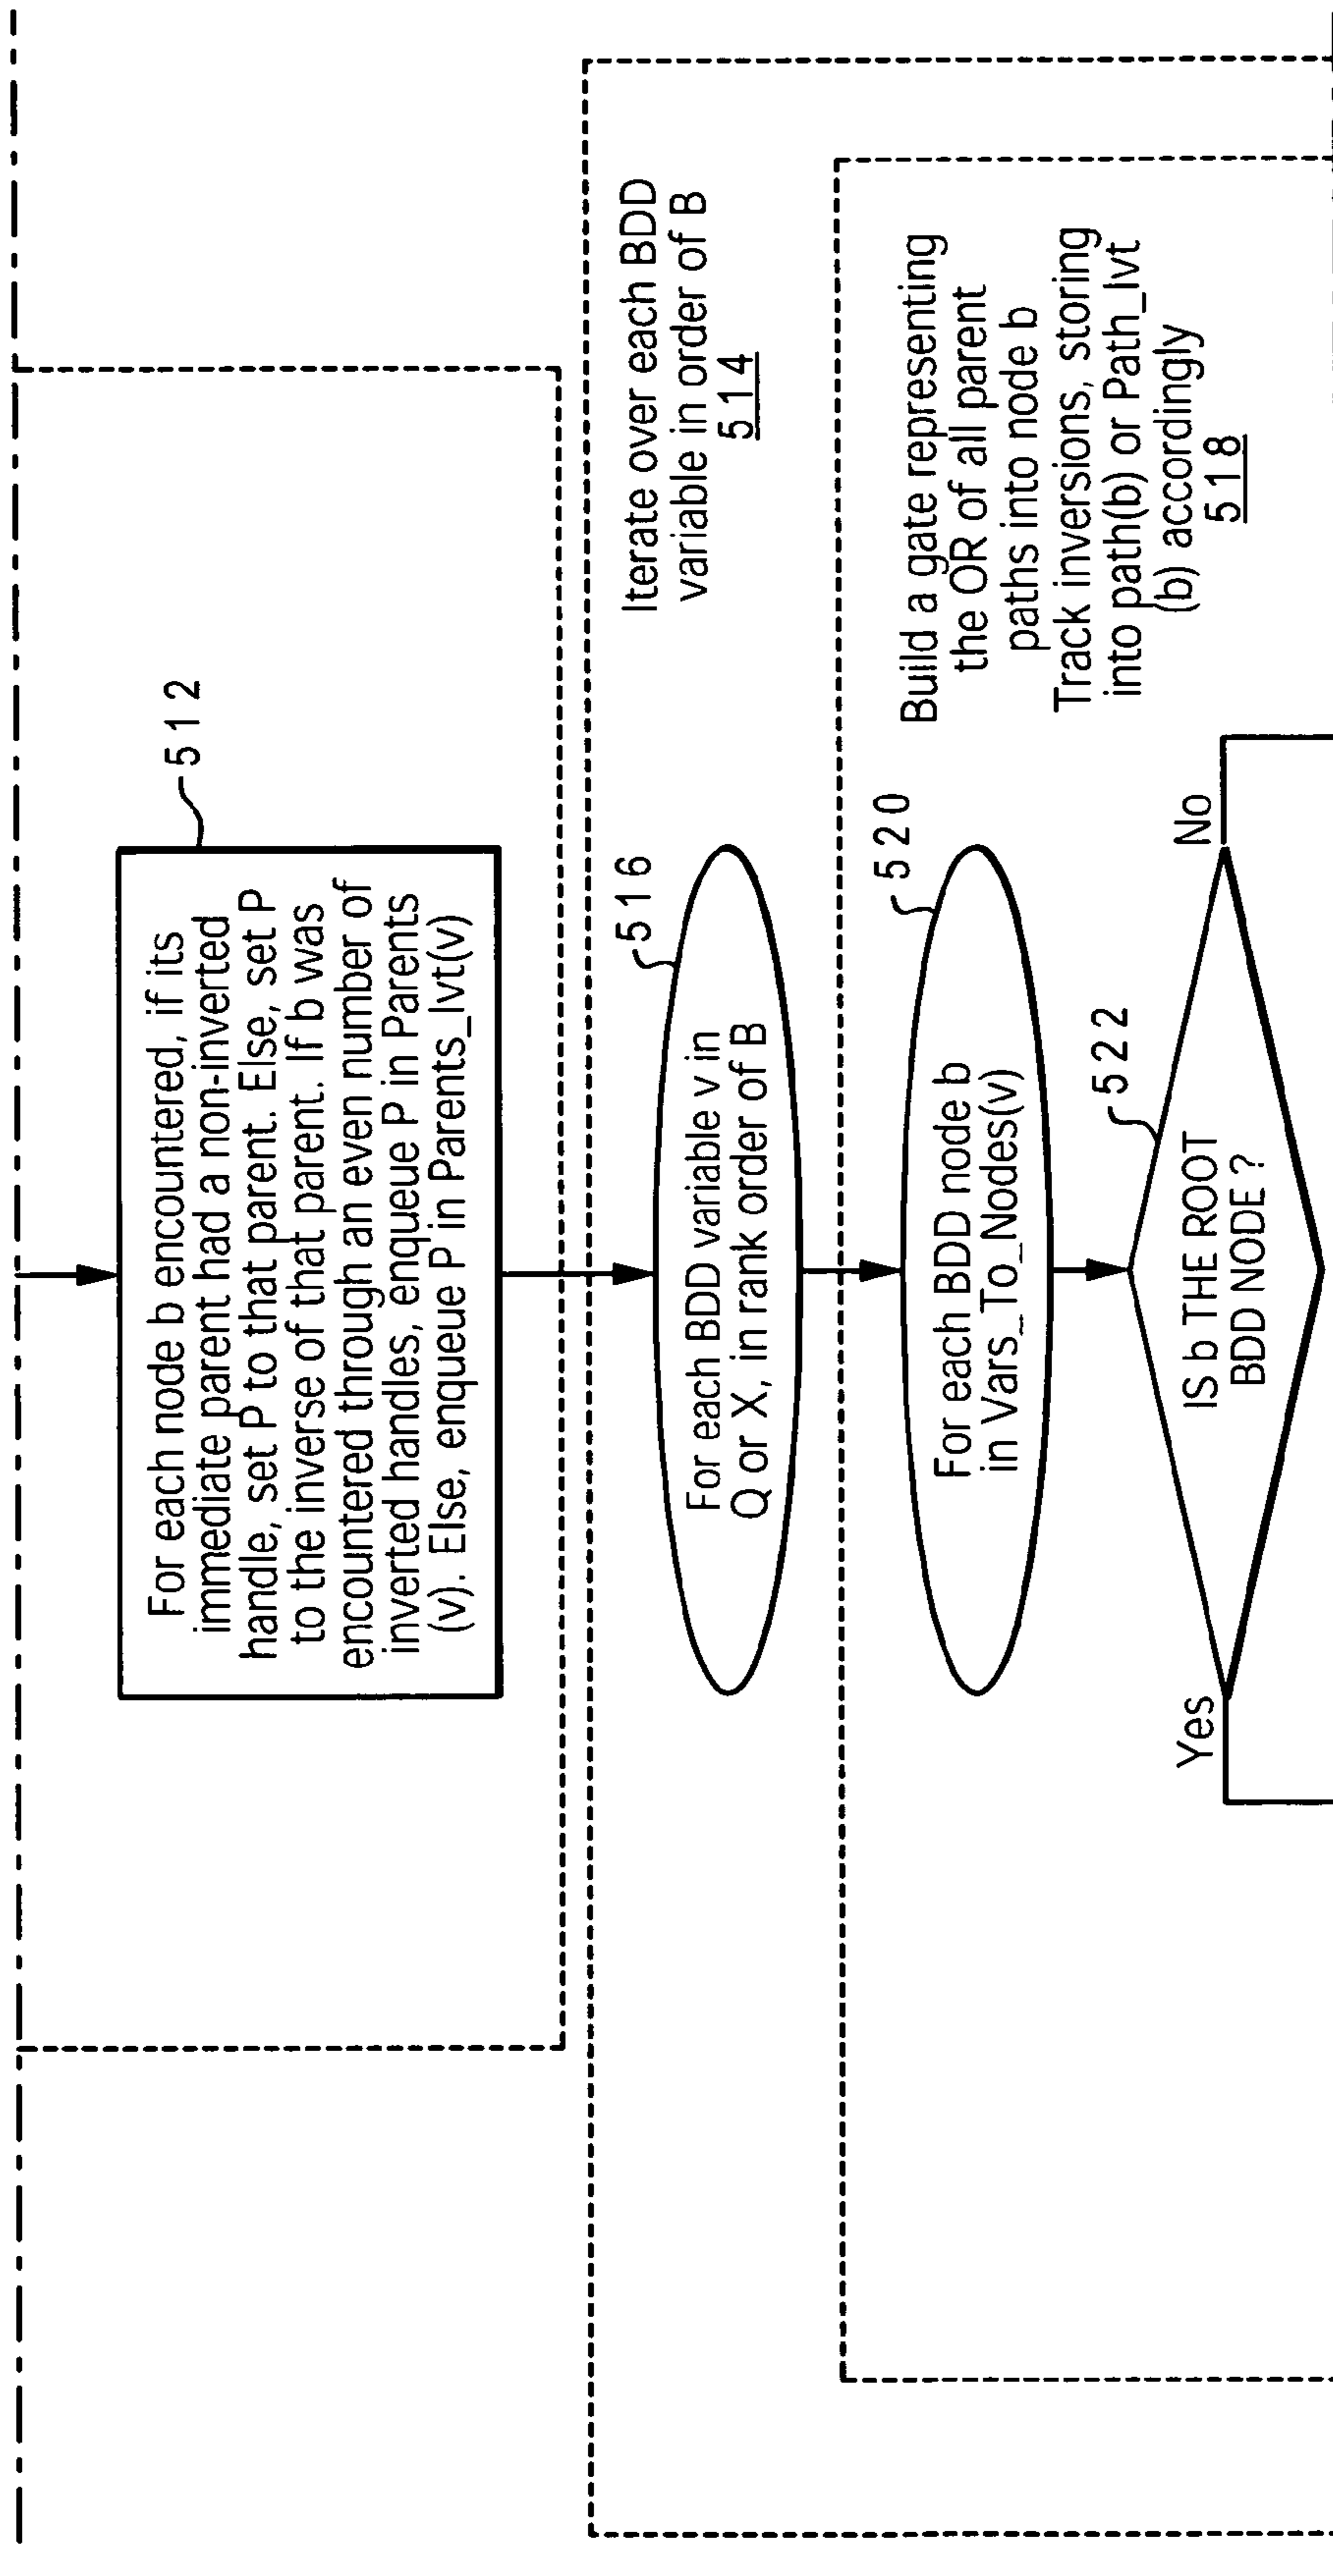 For each node b encountered, if its
immediate parent had a non-inverted
handle, set P to that parent. Else, set P
to the inverse of that parent. If b was
encountered through an even number of
inverted handles, enqueue P in Parents
(v). Else, enqueue P in Parents_Ivt(v)
512
Iterate over each BDD
variable in order of B
514
516
For each BDD variable v in
Q or X, in rank order of B
Build a gate representing
the OR of all parent
paths into node b
Track inversions, storing
into path(b) or Path_Ivt
(b) accordingly
518
520
For each BDD node b
in Vars_To_Nodes(v)
522
IS b THE ROOT
BDD NODE ?
Yes
No